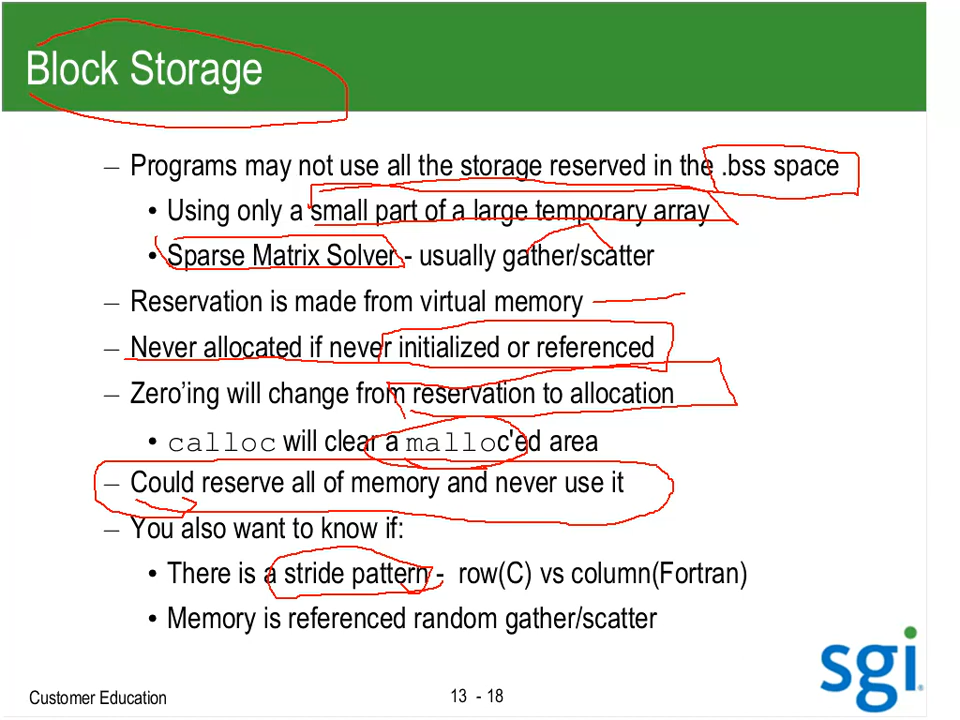 Block Storage
– Programs may not use all the storage reserved in the .bss space
• Using only a small part of a large temporary array
• Sparse Matrix Solver - usually gather/scatter
– Reservation is made from virtual memory
– Never allocated if never initialized or referenced
– Zero’ing will change from reservation to allocation
• calloc will clear a malloc'ed area
– Could reserve all of memory and never use it
– You also want to know if:
• There is a stride pattern - row(C) vs column(Fortran)
• Memory is referenced random gather/scatter
sgi
Customer Education
13 - 18